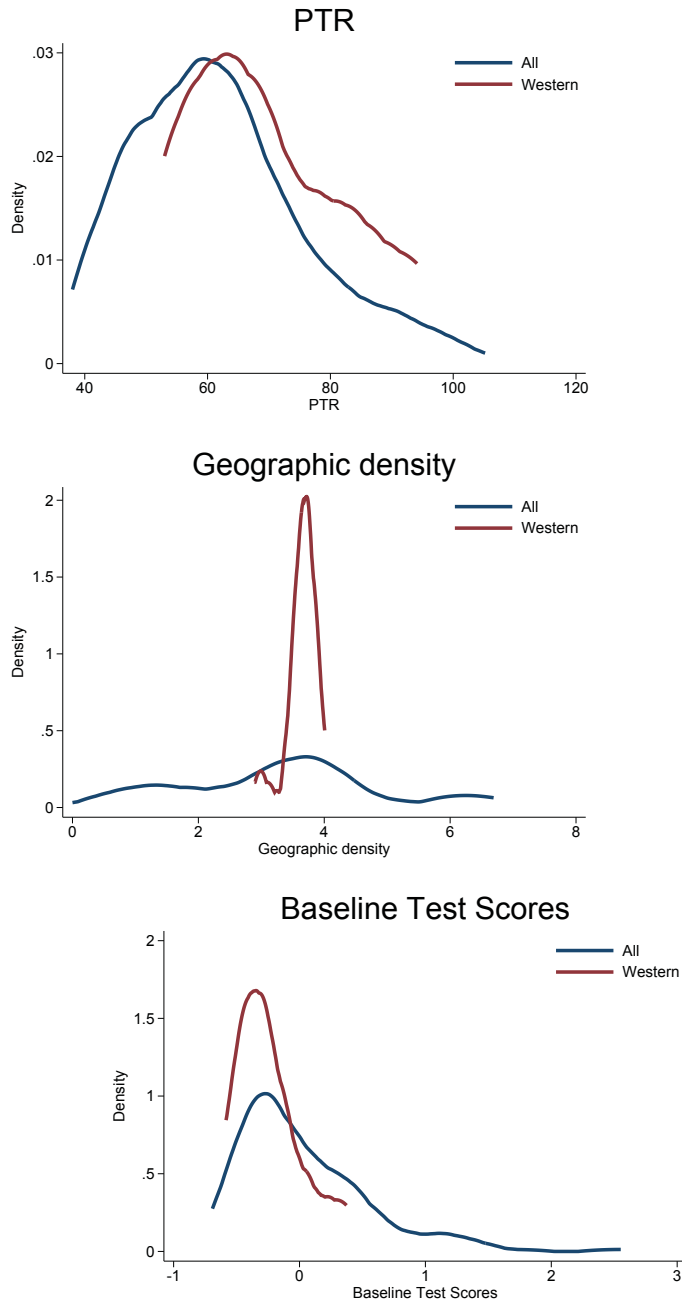 PTR
.03
All
Western
.02
Density
.01
0
40 60 80 100 120
PTR
Geographic density
2
All
Western
1.5
Density
1
.5
0
0 2 4 6 8
Geographic density
Baseline Test Scores
2
All
Western
1.5
Density
1
.5
0
-1 0 1 2 3
Baseline Test Scores